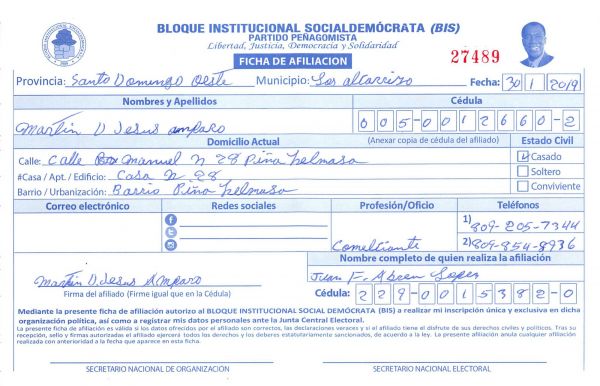 BLOQUE INSTITUCIONAL SOCIALDEMÓCRATA (BIS)
PARTIDO PEÑAGOMISTA
Libertad, Justicia, Democracia y Solidaridad
FICHA DE AFILIACION
27489
Provincia: Santo Domingo Oeste Municipio: Los alcarrizo Fecha: 30 1 2019
Nombres y Apellidos Cédula
Martin D Jesus amparo 005-0012660-2
(Anexar copia de cédula del afiliado)
Domicilio Actual Estado Civil
Calle: Calle Manuel N 28 Piña helmasa Casado
#Casa / Apt. / Edificio: Casa N 28 Soltero
Barrio / Urbanización: Barrio Piña helmasa Conviviente
Correo electrónico Redes sociales Profesión/Oficio Teléfonos
1) 809-205-7344
Comeltiante 2) 809-854-8936
Nombre completo de quien realiza la afiliación
Martin D. Jesus Amparo Juan F. Abreu Lopez
Firma del afiliado (Firme igual que en la Cédula) Cédula: 229-0015382-0
Mediante la presente ficha de afiliación autorizo al BLOQUE INSTITUCIONAL SOCIAL DEMÓCRATA (BIS) a realizar mi inscripción única y exclusiva en dicha
organización política, así como a registrar mis datos personales ante la Junta Central Electoral.
La presente ficha de afiliación es válida si los datos ofrecidos por el afiliado son correctos, las declaraciones veraces y si el afiliado tiene el disfrute de sus derechos civiles y políticos. Tras su
recepción, sello y firmas autorizadas el afiliado ejercerá todos los derechos y los deberes estatutariamente sancionados, de acuerdo a la ley. La presente afiliación anula cualquier afiliación
realizada con anterioridad a la fecha que aparece en esta ficha.
SECRETARIO NACIONAL DE ORGANIZACIÓN SECRETARIO NACIONAL ELECTORAL